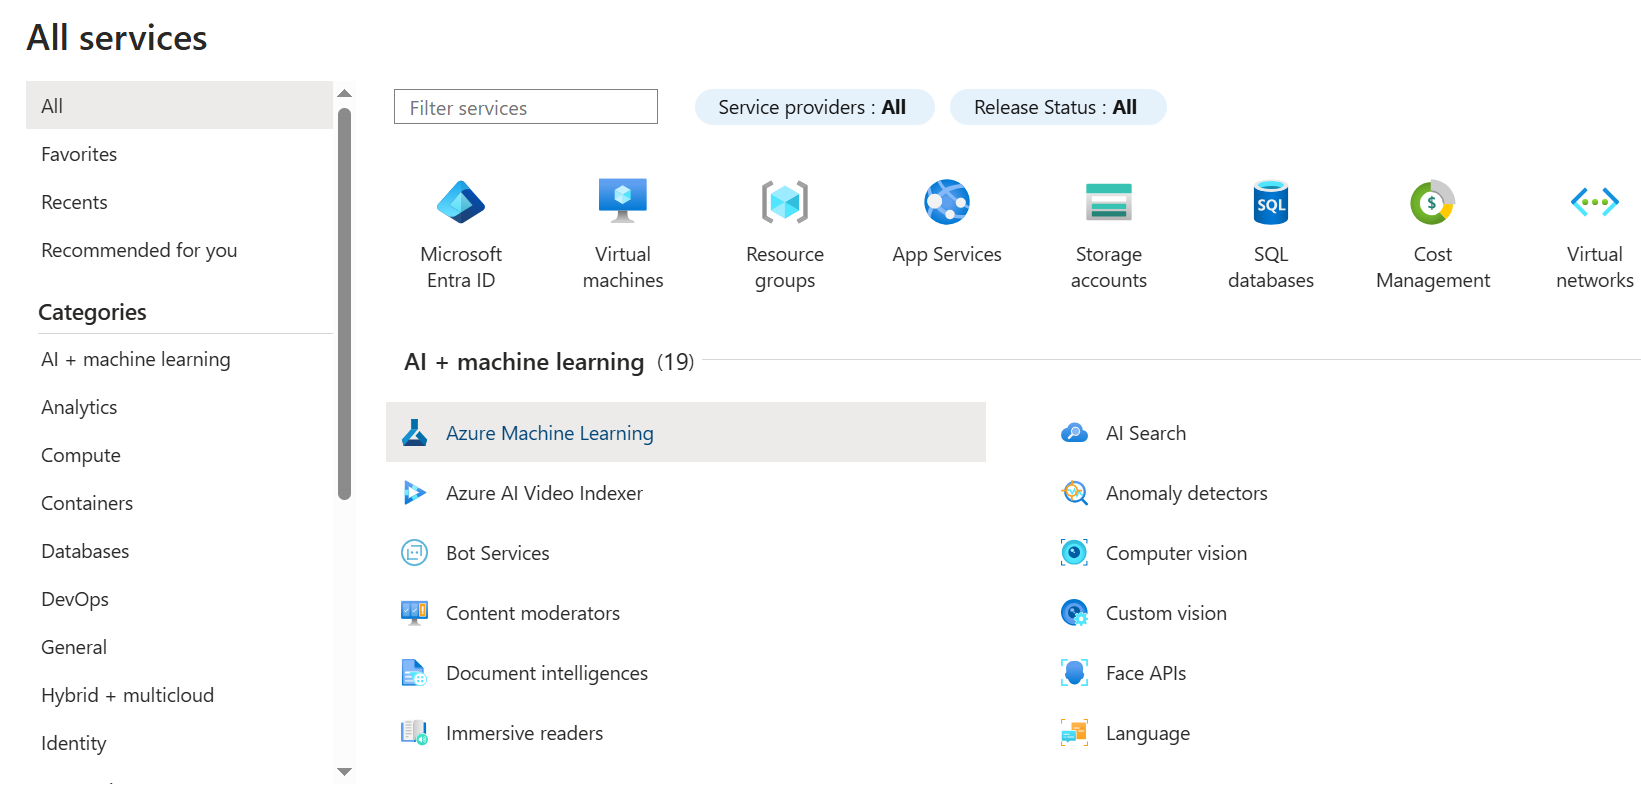 All services
All
Favorites
Recents
Recommended for you
Categories
AI + machine learning
Analytics
Compute
Containers
Databases
DevOps
General
Hybrid + multicloud
Identity
Filter services
Service providers : All
Release Status : All
Microsoft
Entra ID
Virtual
machines
Resource
groups
App Services
Storage
accounts
SQL
SQL
databases
$
Cost
Management
Virtual
networks
AI + machine learning (19)
Azure Machine Learning
AI Search
Azure AI Video Indexer
Anomaly detectors
Bot Services
Computer vision
Content moderators
Custom vision
Document intelligences
Face APIs
Immersive readers
Language